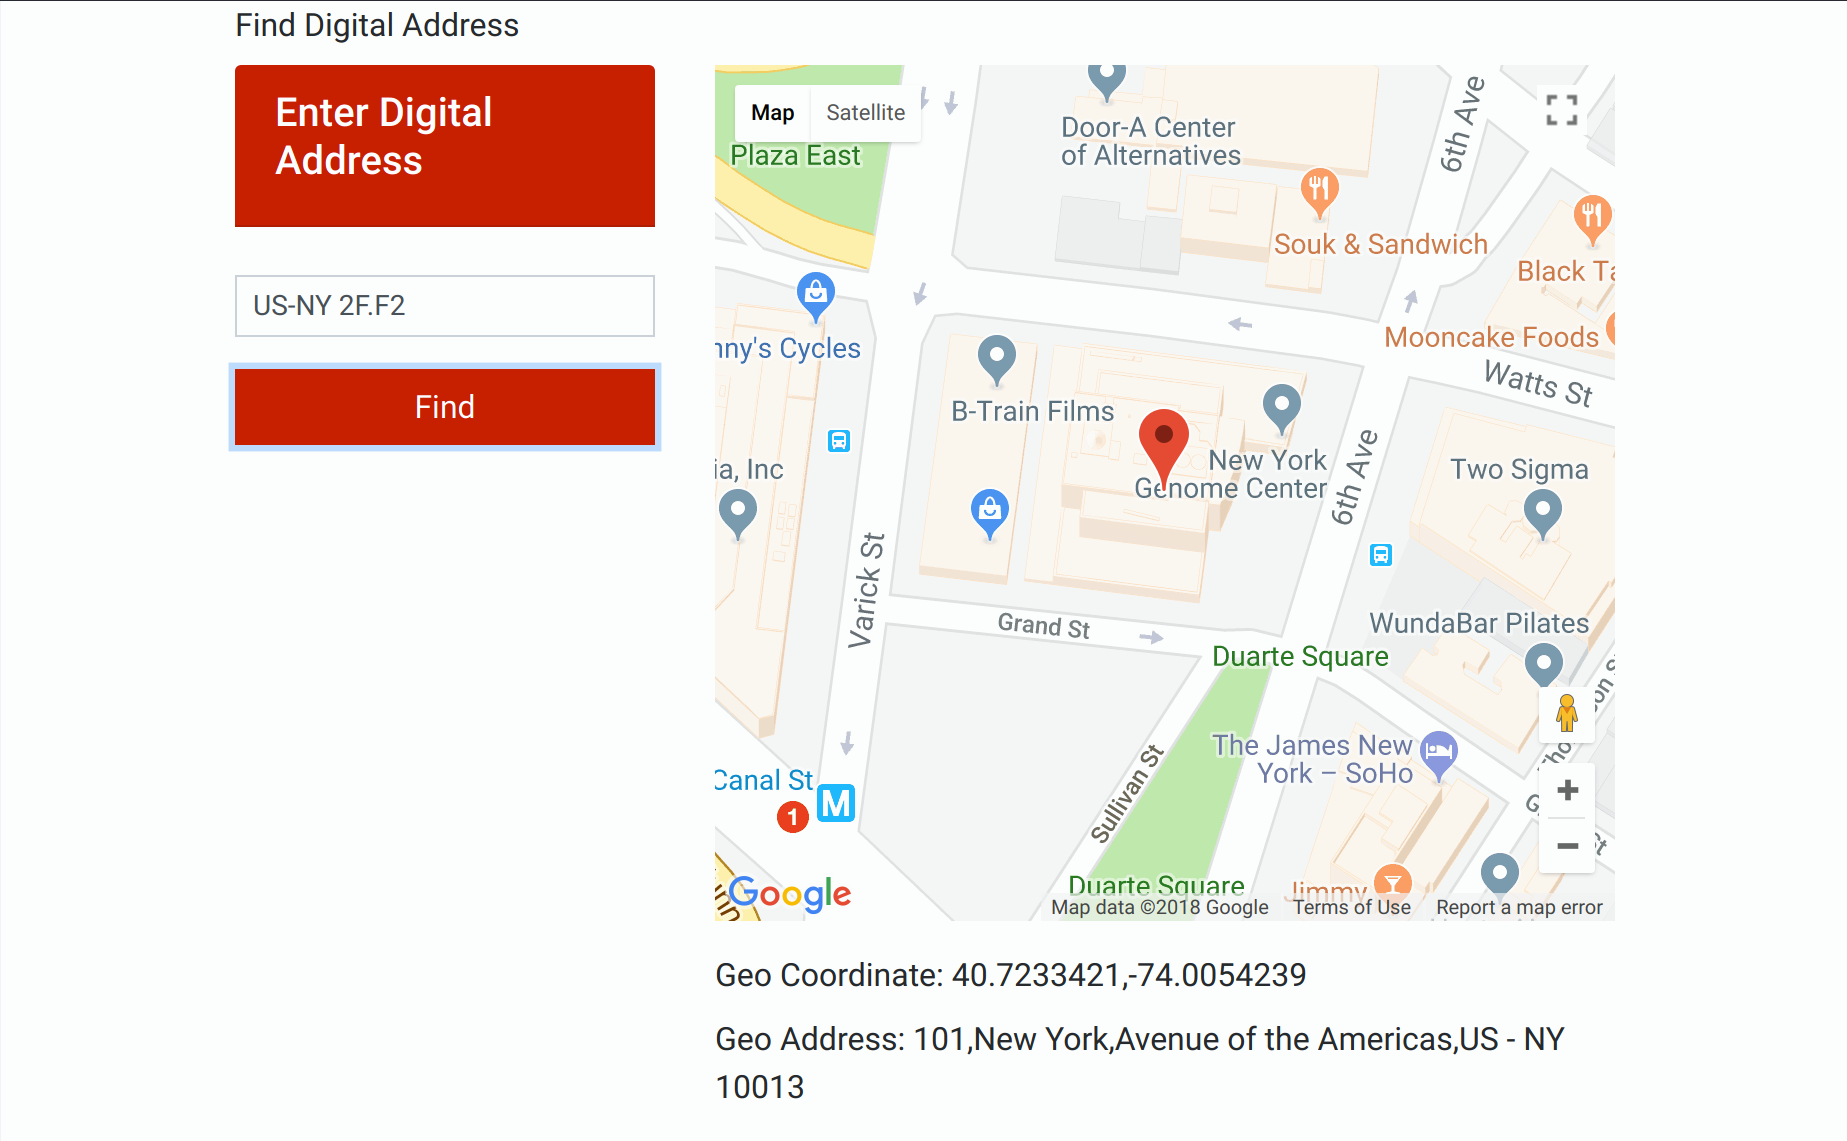 Find Digital Address
Enter Digital
Address
US-NY 2F.F2
Find
Map
Satellite
Plaza East
Door-A Center
of Alternatives
6th Ave
Souk & Sandwich
Black Ta
nny's Cycles
Mooncake Foods
Watts St
B-Train Films
New York
Genome Center
6th Ave
ia, Inc
Two Sigma
Varick St
Grand St
WundaBar Pilates
Duarte Square
The James New
York – SoHo
Sullivan St
Canal St
1
M
Google
Duarte Square
Jimmy
Map data ©2018 Google
Terms of Use
Report a map error
Geo Coordinate: 40.7233421,-74.0054239
Geo Address: 101,New York,Avenue of the Americas,US - NY
10013